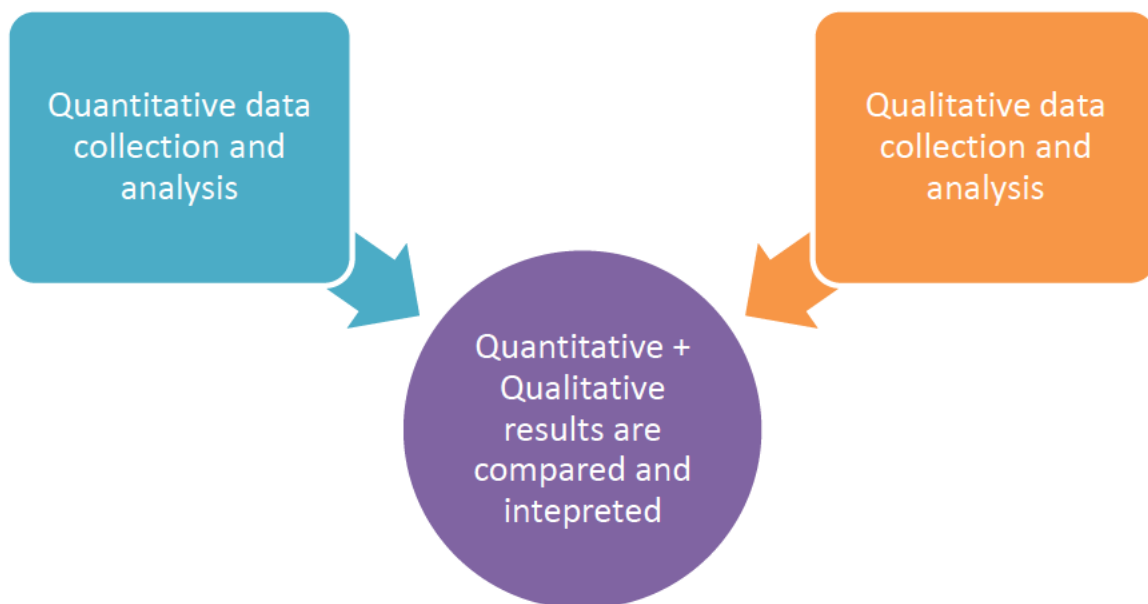 Quantitative data
collection and
analysis
Qualitative data
collection and
analysis
Quantitative +
Qualitative
results are
compared and
intepreted